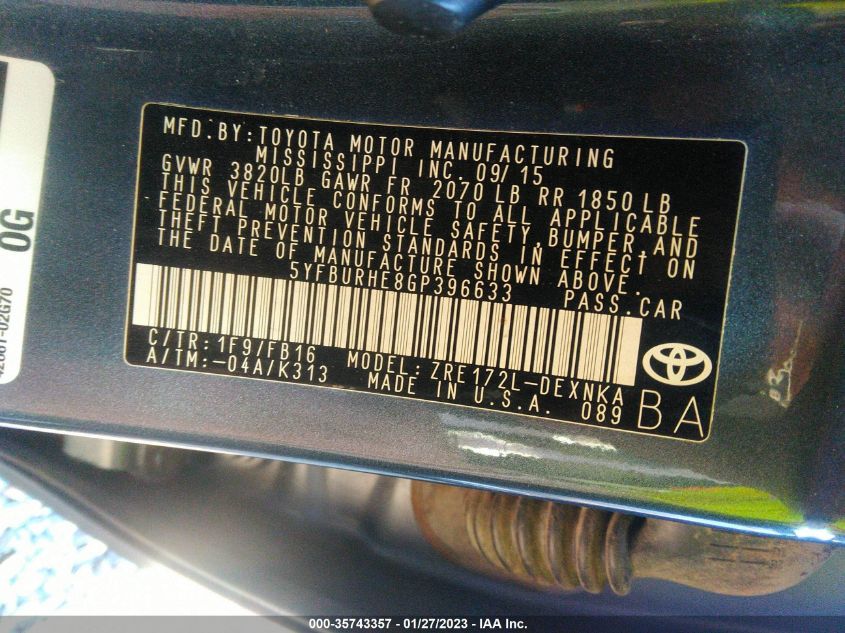 MFD.BY:TOYOTA MOTOR MANUFACTURING
MISSISSIPPI INC. 09/15
GVWR 3820LB GAWR FR 2070 LB RR 1850 LB
THIS VEHICLE CONFORMS TO ALL APPLICABLE
FEDERAL MOTOR VEHICLE SAFETY,BUMPER,AND
THEFT PREVENTION STANDARDS IN EFFECT ON
THE DATE OF MANUFACTURE SHOWN ABOVE.
5YFBURHE8GP396633 PASS.CAR
C/TR:1F9/FB16 MODEL:ZRE172L-DEXNKA
A/TM:-04A/K313 MADE IN U.S.A. 089
BA
0G
000-35743357 | 01/27/2023 | IAA Inc.